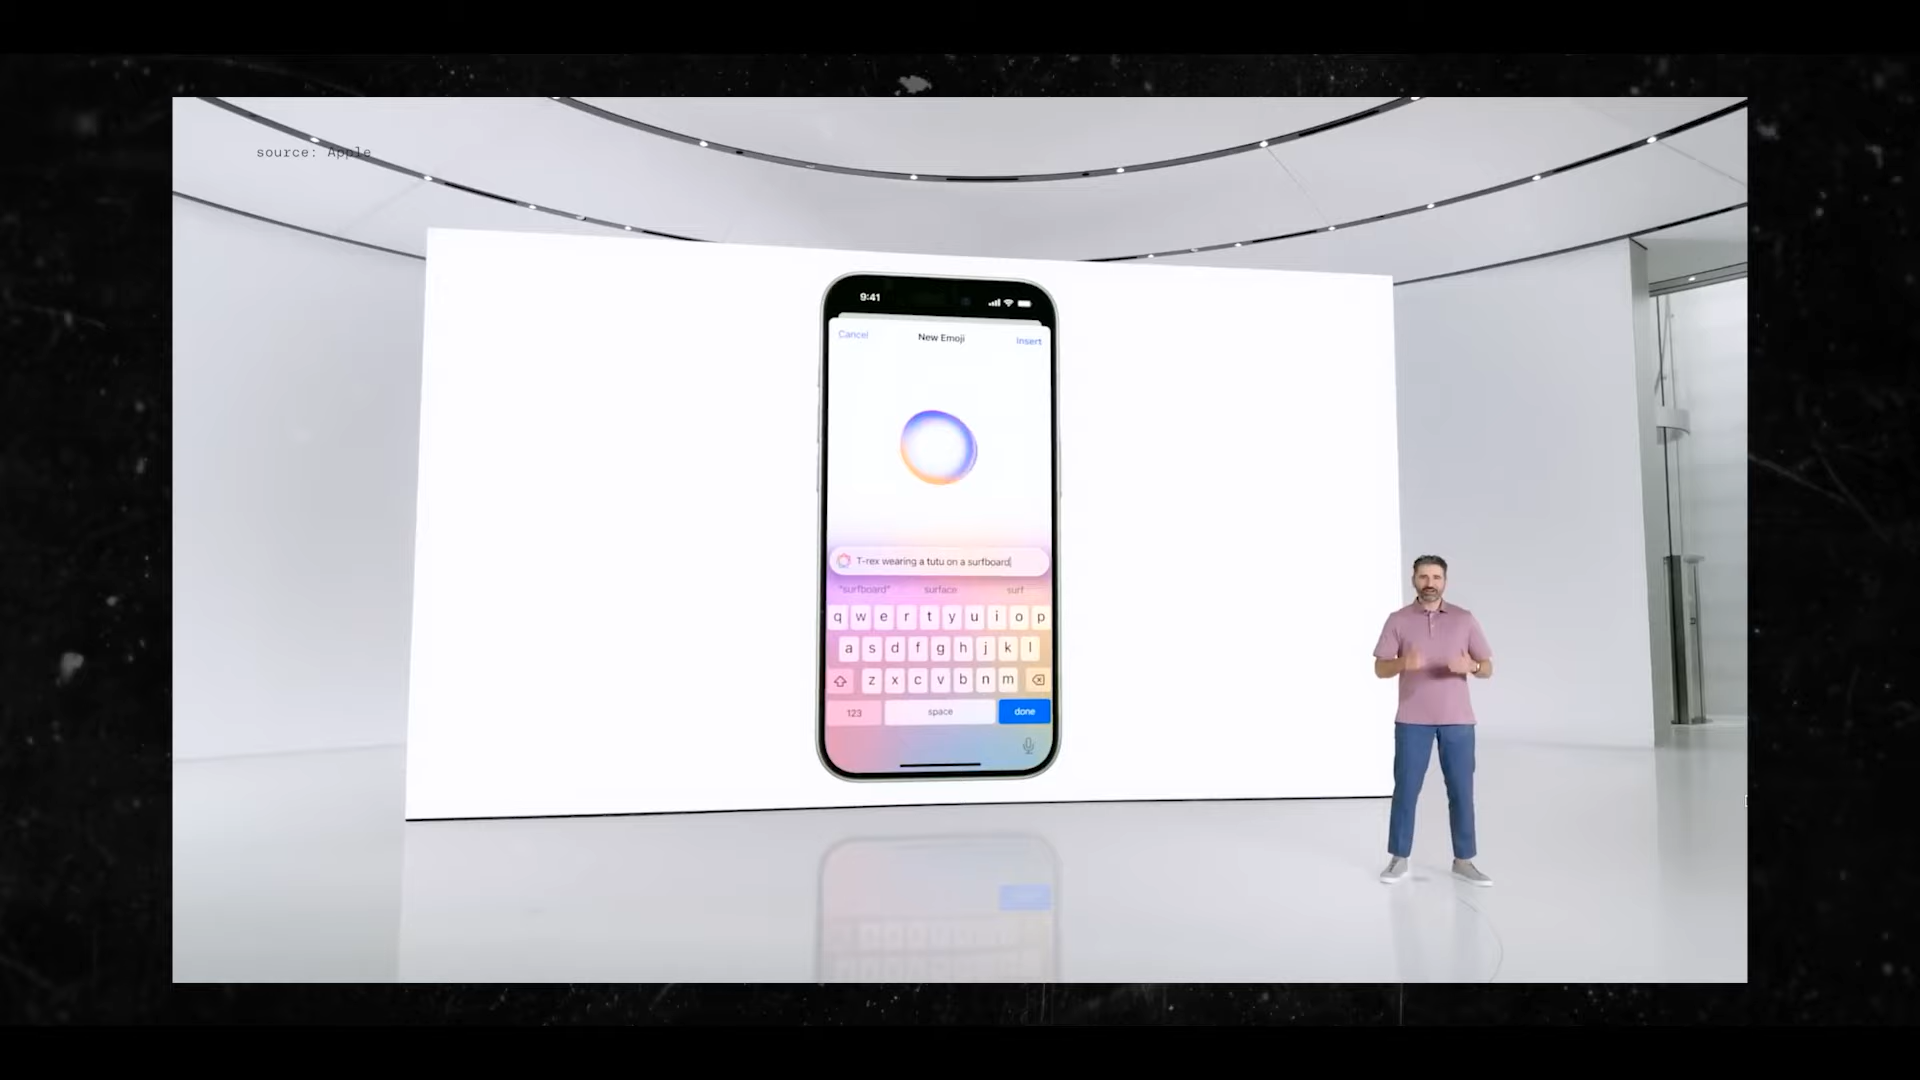 source: Apple
9:41
Cancel New Emoji Insert
T-rex wearing a tutu on a surfboard
"surfboard" surface surf
q w e r t y u i o p
a s d f g h j k l
z x c v b n m
123 space done